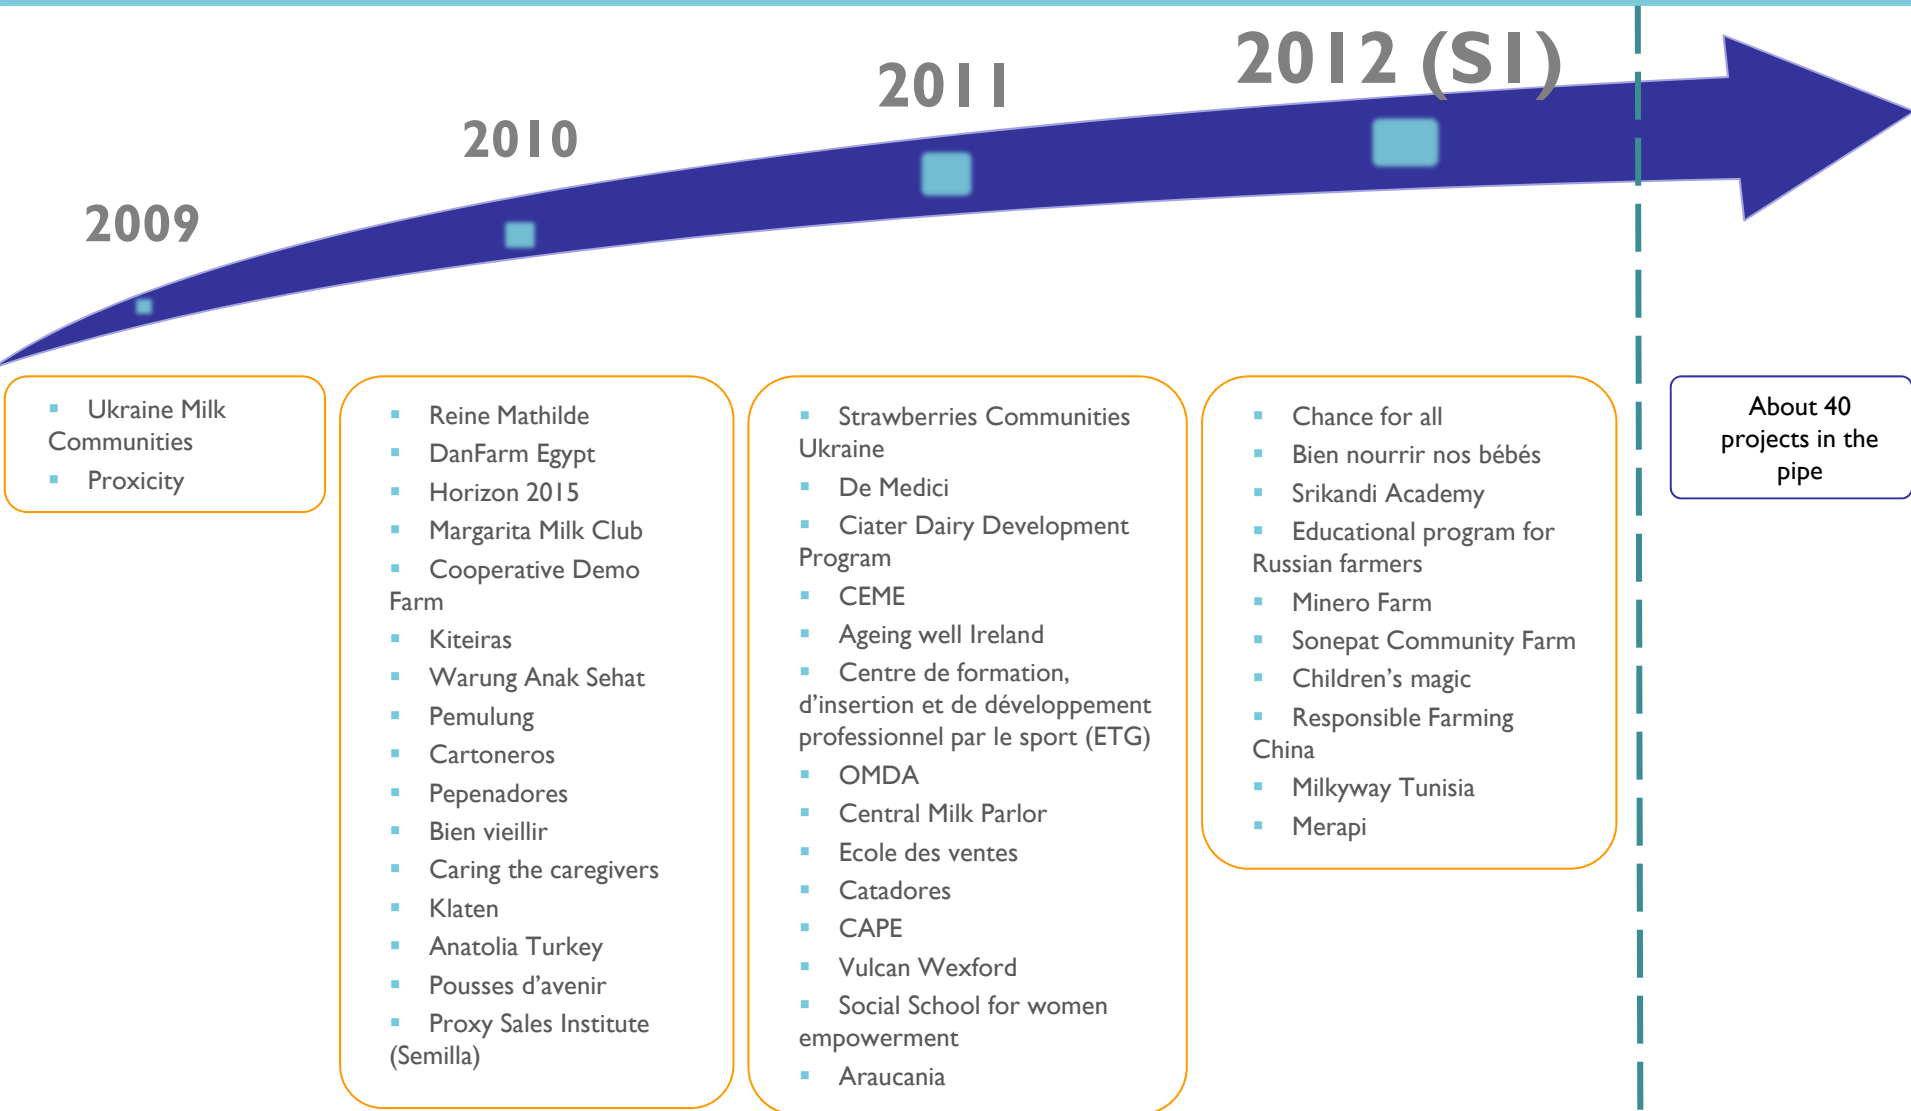 2009
2010
2011
2012 (S1)
▪ Ukraine Milk
Communities
▪ Proxicity
▪ Reine Mathilde
▪ DanFarm Egypt
▪ Horizon 2015
▪ Margarita Milk Club
▪ Cooperative Demo
Farm
▪ Kiteiras
▪ Warung Anak Sehat
▪ Pemulung
▪ Cartoneros
▪ Pepenadores
▪ Bien vieillir
▪ Caring the caregivers
▪ Klaten
▪ Anatolia Turkey
▪ Pousses d’avenir
▪ Proxy Sales Institute
(Semilla)
▪ Strawberries Communities
Ukraine
▪ De Medici
▪ Ciater Dairy Development
Program
▪ CEME
▪ Ageing well Ireland
▪ Centre de formation,
d’insertion et de développement
professionnel par le sport (ETG)
▪ OMDA
▪ Central Milk Parlor
▪ Ecole des ventes
▪ Catadores
▪ CAPE
▪ Vulcan Wexford
▪ Social School for women
empowerment
▪ Araucania
▪ Chance for all
▪ Bien nourrir nos bébés
▪ Srikandi Academy
▪ Educational program for
Russian farmers
▪ Minero Farm
▪ Sonepat Community Farm
▪ Children’s magic
▪ Responsible Farming
China
▪ Milkyway Tunisia
▪ Merapi
About 40
projects in the
pipe